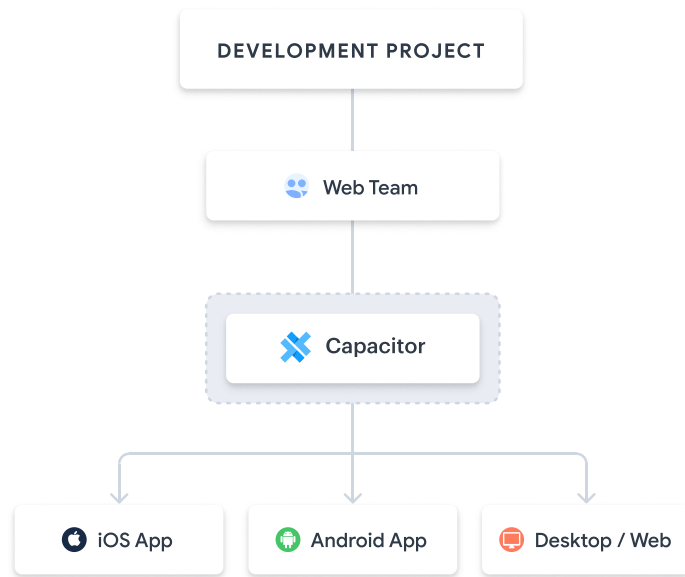 DEVELOPMENT PROJECT
Web Team
Capacitor
iOS App
Android App
Desktop / Web